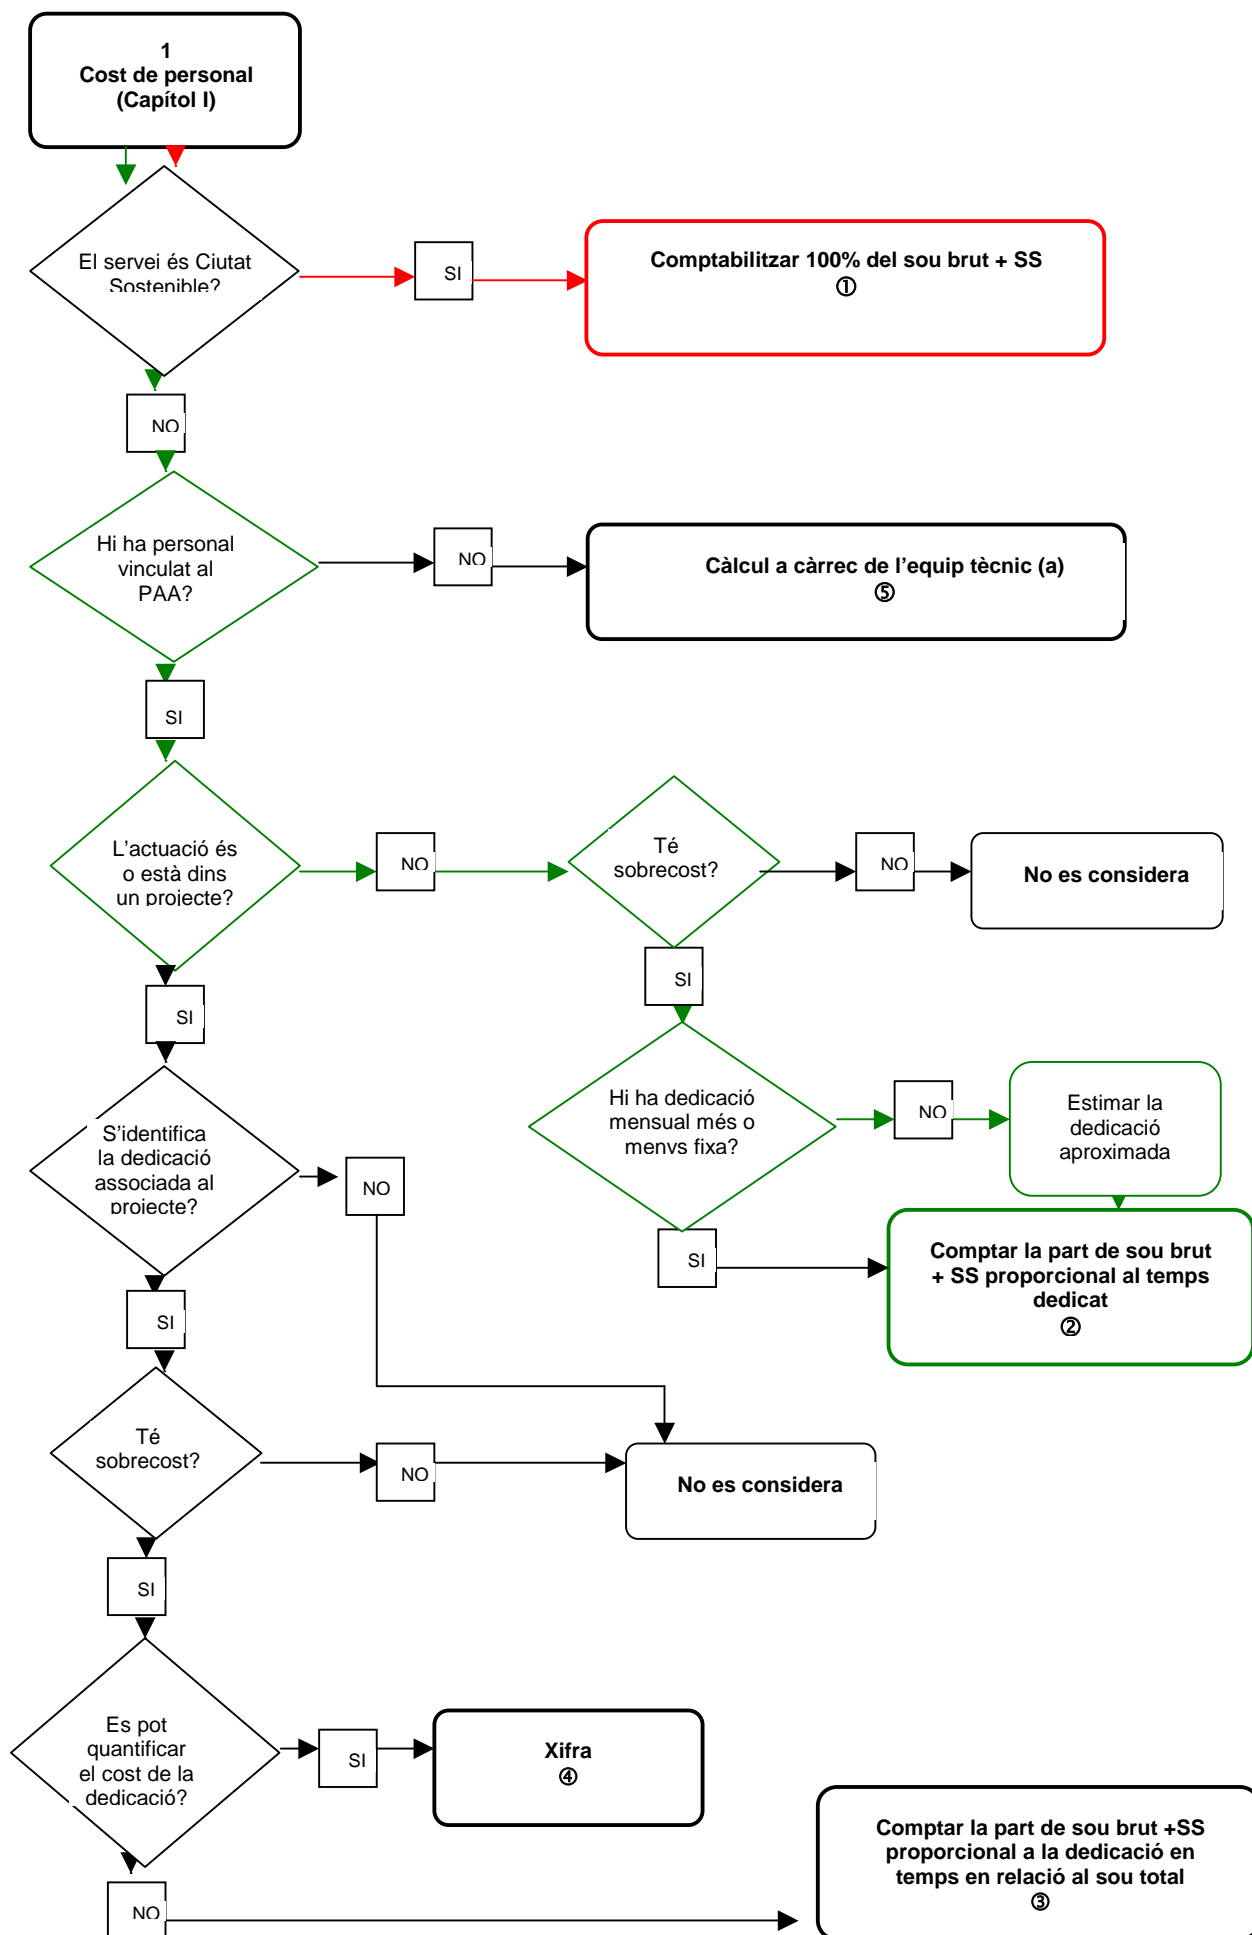 1
Cost de personal
(Capítol I)
El servei és Ciutat
Sostenible?
SI
Comptabilitzar 100% del sou brut + SS
①
NO
Hi ha personal
vinculat al
PAA?
NO
Càlcul a càrrec de l'equip tècnic (a)
⑤
SI
L'actuació és
o està dins
un projecte?
NO
Té
sobrecost?
NO
No es considera
SI
SI
Hi ha dedicació
mensual més o
menvs fixa?
NO
Estimar la
dedicació
aproximada
S'identifica
la dedicació
associada al
projecte?
NO
SI
Comptar la part de sou brut
+ SS proporcional al temps
dedicat
②
SI
Té
sobrecost?
NO
No es considera
SI
Es pot
quantificar
el cost de la
dedicació?
SI
Xifra
④
Comptar la part de sou brut +SS
proporcional a la dedicació en
temps en relació al sou total
③
NO